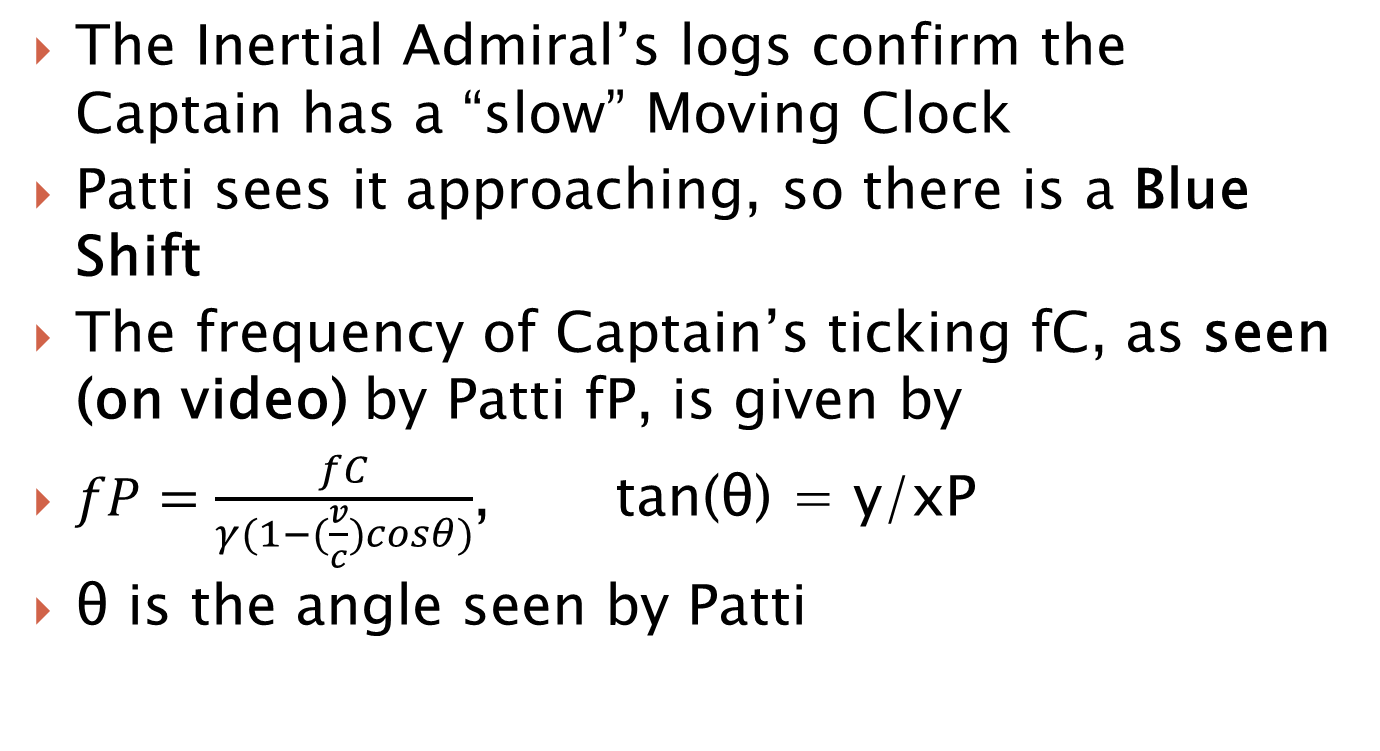 The Inertial Admiral’s logs confirm the
Captain has a “slow” Moving Clock
Patti sees it approaching, so there is a Blue
Shift
The frequency of Captain’s ticking fC, as seen
(on video) by Patti fP, is given by
fP = fC / γ(1−(v/c)cosθ), tan(θ) = y/xP
θ is the angle seen by Patti